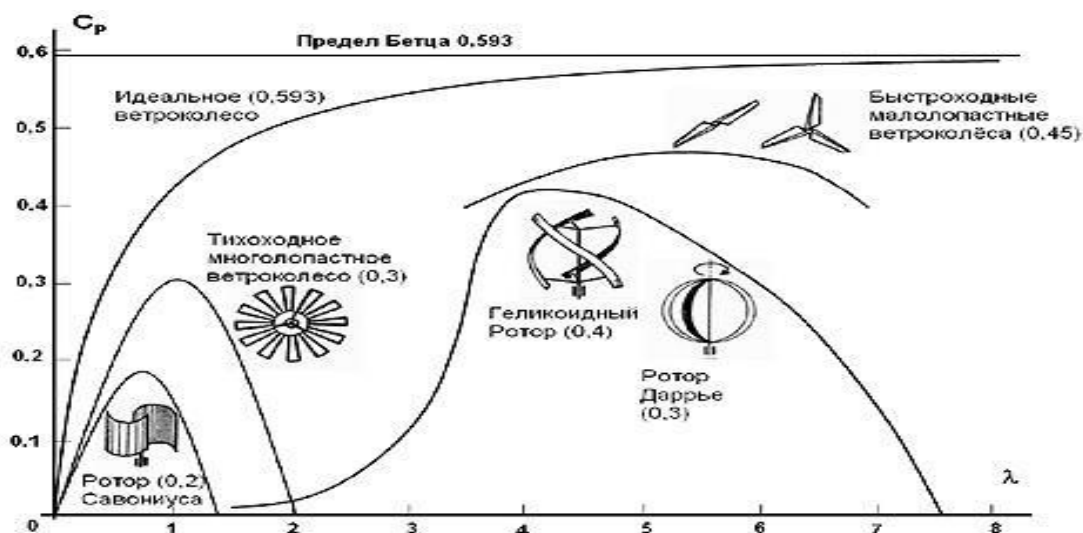 Cₚ
Предел Бетца 0.593
0.6
Идеальное (0,593)
ветроколесо
Быстроходные
малолопастные
ветроколёса (0,45)
0.5
0.4
Тихоходное
многолопастное
ветроколесо (0,3)
0.3
Геликоидный
Ротор (0,4)
0.2
Ротор
Даррье
(0,3)
0.1
Ротор (0,2)
Савониуса
λ
0 1 2 3 4 5 6 7 8